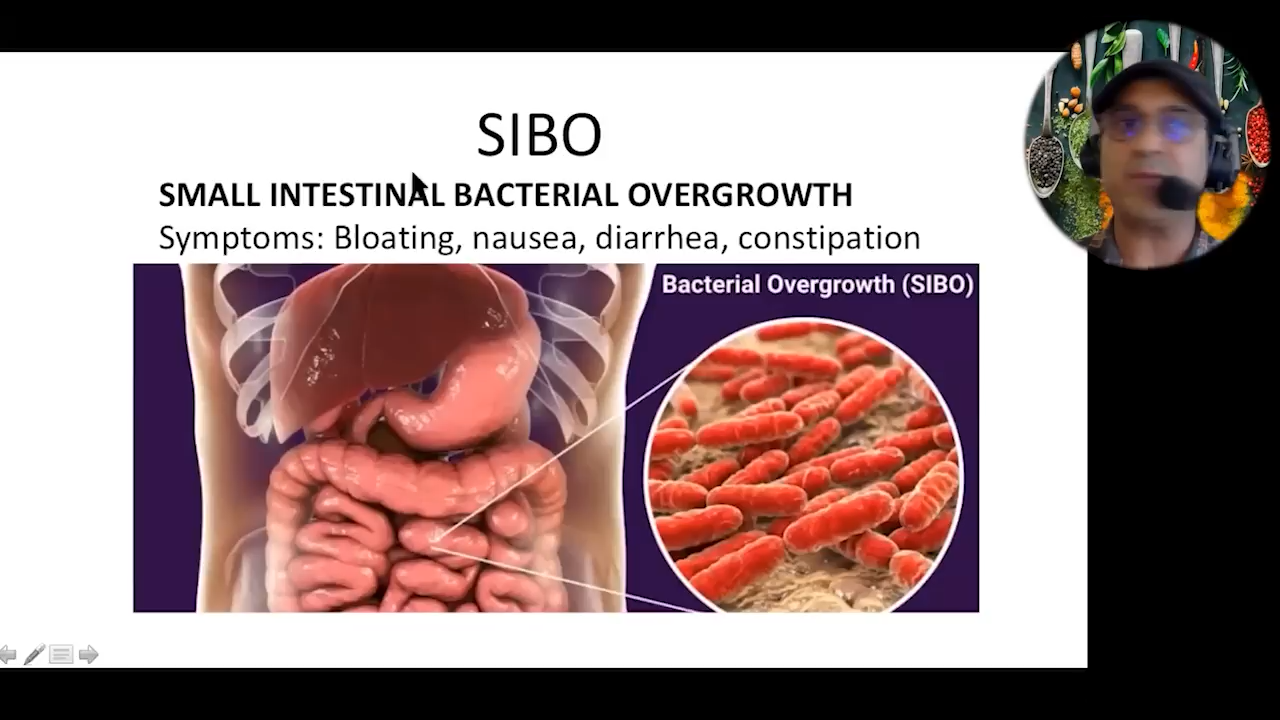 SIBO
SMALL INTESTINAL BACTERIAL OVERGROWTH
Symptoms: Bloating, nausea, diarrhea, constipation
Bacterial Overgrowth (SIBO)